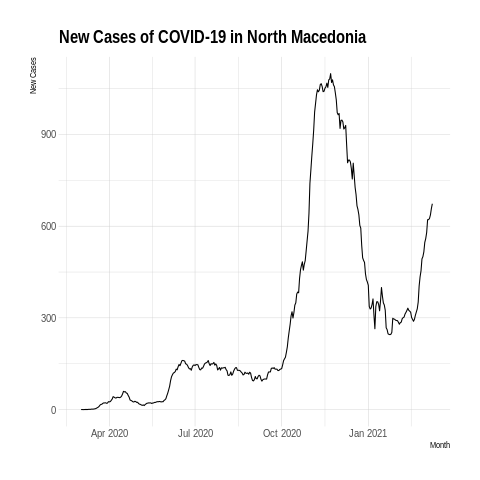 New Cases of COVID-19 in North Macedonia
New Cases
900
600
300
0
Apr 2020 Jul 2020 Oct 2020 Jan 2021
Month